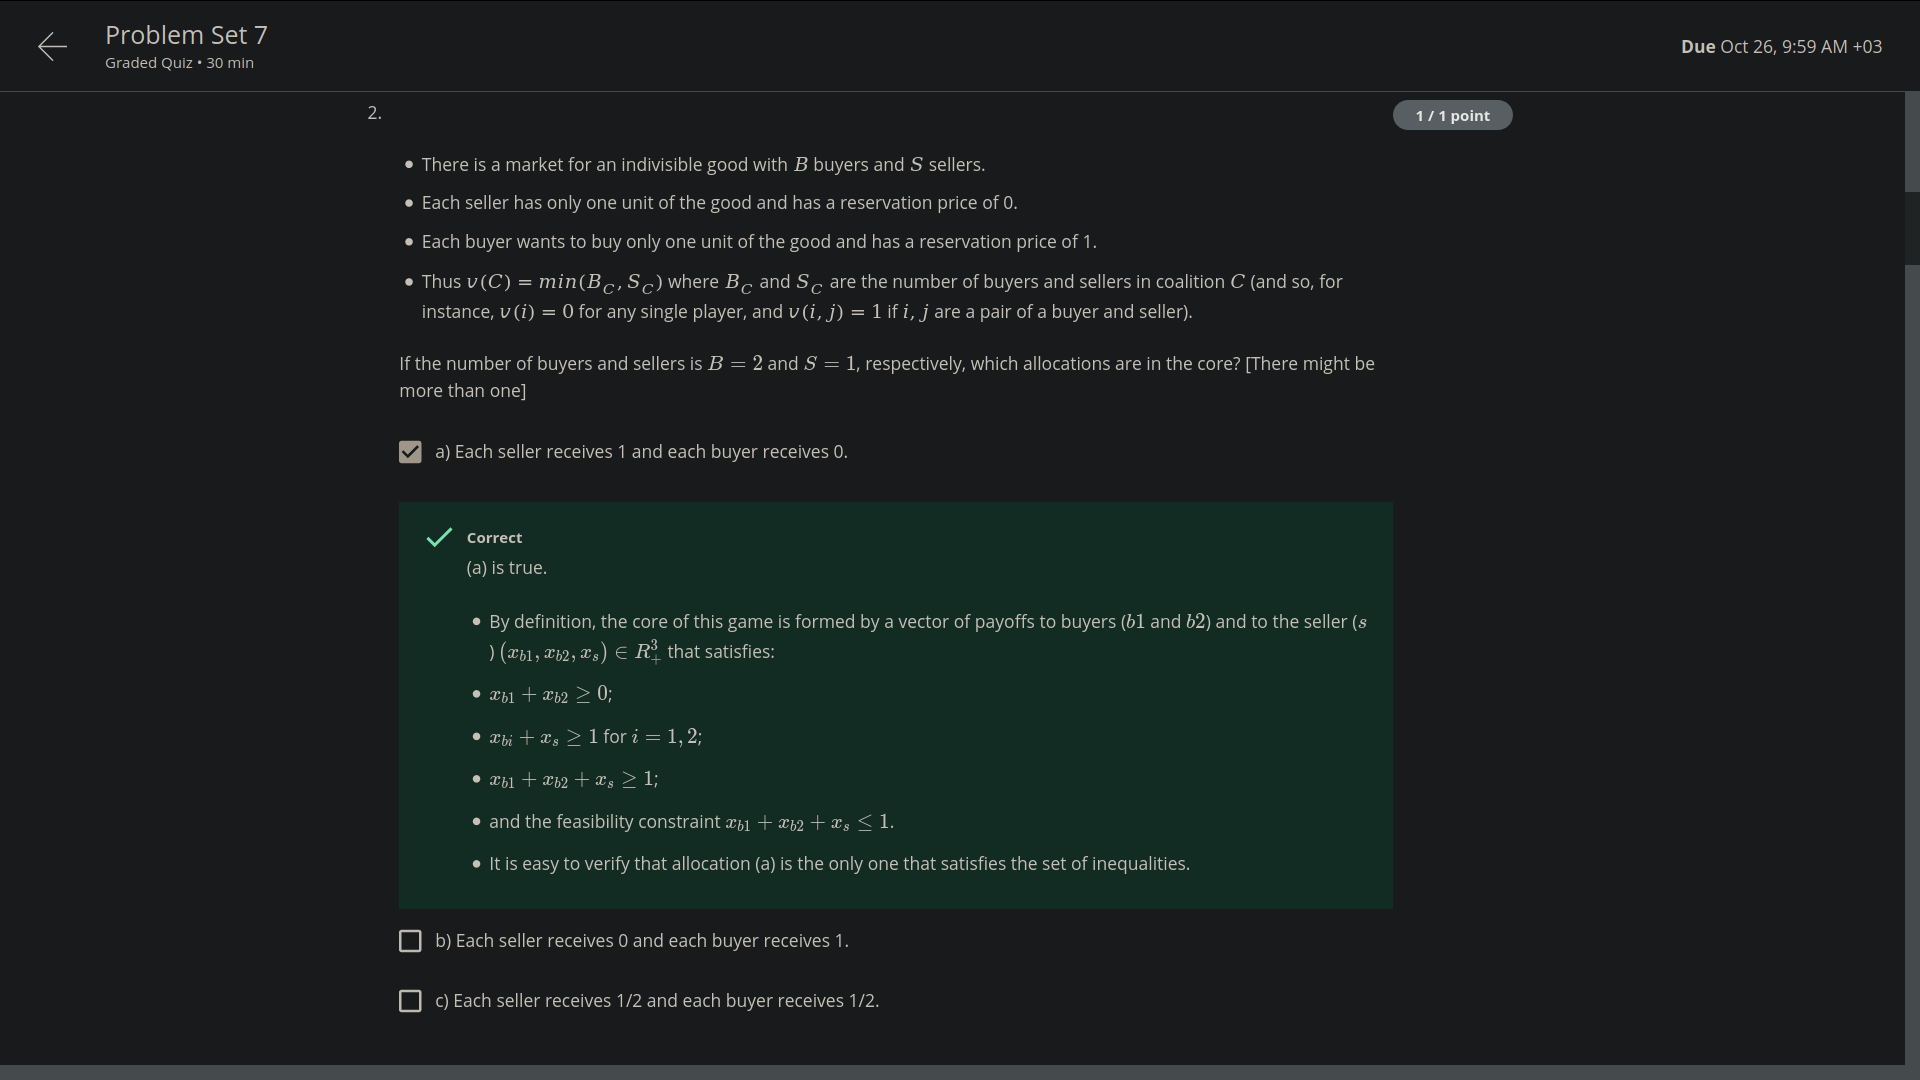 Problem Set 7
Graded Quiz • 30 min
Due Oct 26, 9:59 AM +03
2.
1 / 1 point
• There is a market for an indivisible good with B buyers and S sellers.
• Each seller has only one unit of the good and has a reservation price of 0.
• Each buyer wants to buy only one unit of the good and has a reservation price of 1.
• Thus v(C) = min(B_C, S_C) where B_C and S_C are the number of buyers and sellers in coalition C (and so, for
instance, v(i) = 0 for any single player, and v(i, j) = 1 if i, j are a pair of a buyer and seller).
If the number of buyers and sellers is B = 2 and S = 1, respectively, which allocations are in the core? [There might be
more than one]
a) Each seller receives 1 and each buyer receives 0.
Correct
(a) is true.
• By definition, the core of this game is formed by a vector of payoffs to buyers (b1 and b2) and to the seller (s
) (x_{b1}, x_{b2}, x_s) ∈ R^3_+ that satisfies:
• x_{b1} + x_{b2} ≥ 0;
• x_{bi} + x_s ≥ 1 for i = 1, 2;
• x_{b1} + x_{b2} + x_s ≥ 1;
• and the feasibility constraint x_{b1} + x_{b2} + x_s ≤ 1.
• It is easy to verify that allocation (a) is the only one that satisfies the set of inequalities.
b) Each seller receives 0 and each buyer receives 1.
c) Each seller receives 1/2 and each buyer receives 1/2.